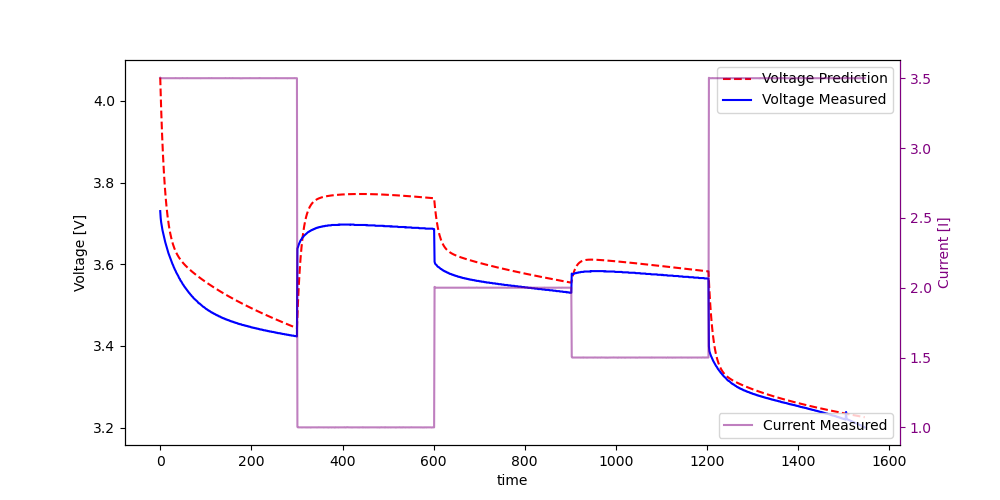 Voltage Prediction
Voltage Measured
Current Measured
4.0
3.8
3.6
3.4
3.2
Voltage [V]
3.5
3.0
2.5
2.0
1.5
1.0
Current [I]
0 200 400 600 800 1000 1200 1400 1600
time